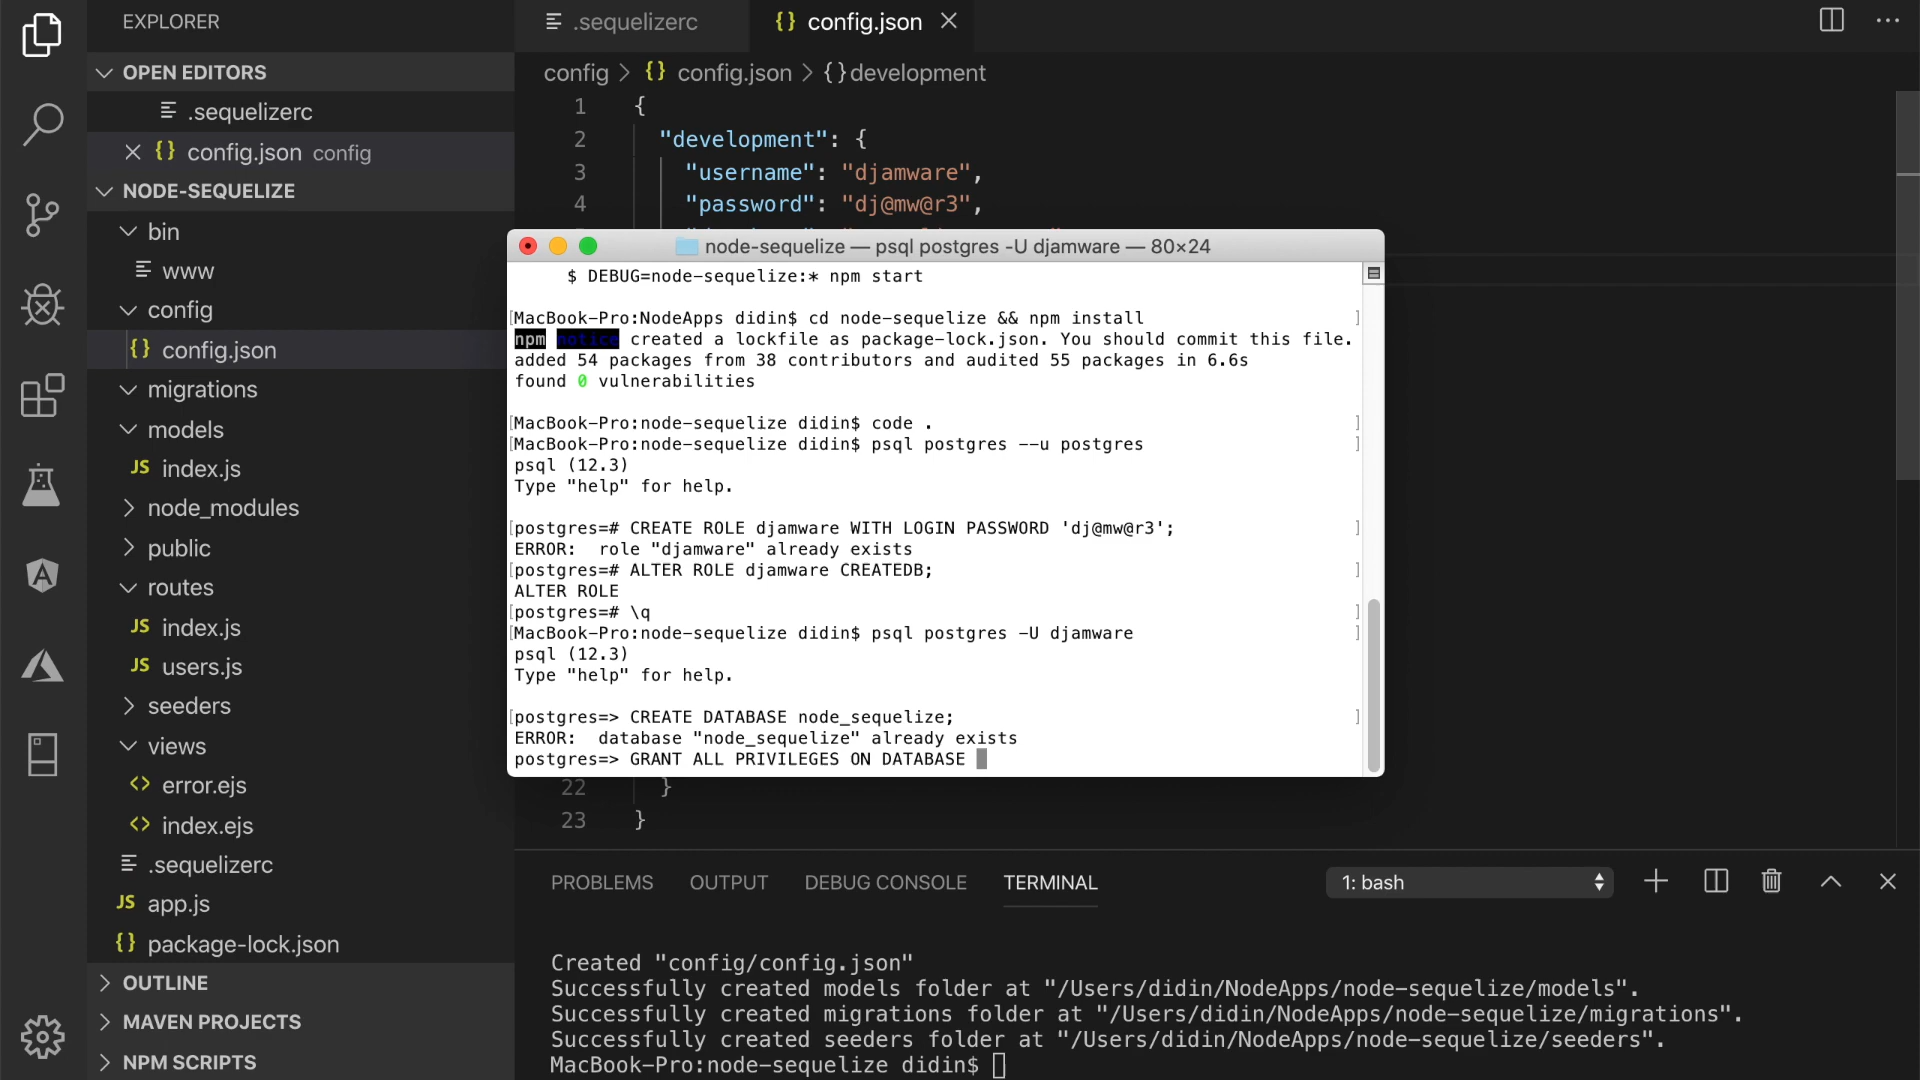 EXPLORER
OPEN EDITORS
.sequelizerc
config.json config
NODE-SEQUELIZE
bin
www
config
{} config.json
migrations
models
JS index.js
node_modules
public
routes
JS index.js
JS users.js
seeders
views
<> error.ejs
<> index.ejs
.sequelizerc
JS app.js
{} package-lock.json
OUTLINE
MAVEN PROJECTS
NPM SCRIPTS
.sequelizerc
{} config.json
config > {} config.json > {} development
1 {
2 "development": {
3 "username": "djamware",
4 "password": "dj@mw@r3",
node-sequelize — psql postgres -U djamware — 80×24
$ DEBUG=node-sequelize:* npm start
[MacBook-Pro:NodeApps didin$ cd node-sequelize && npm install ]
npm notice created a lockfile as package-lock.json. You should commit this file.
added 54 packages from 38 contributors and audited 55 packages in 6.6s
found 0 vulnerabilities
[MacBook-Pro:node-sequelize didin$ code . ]
[MacBook-Pro:node-sequelize didin$ psql postgres --u postgres ]
psql (12.3)
Type "help" for help.
[postgres=# CREATE ROLE djamware WITH LOGIN PASSWORD 'dj@mw@r3'; ]
ERROR:  role "djamware" already exists
[postgres=# ALTER ROLE djamware CREATEDB; ]
ALTER ROLE
[postgres=# \q ]
[MacBook-Pro:node-sequelize didin$ psql postgres -U djamware ]
psql (12.3)
Type "help" for help.
[postgres=> CREATE DATABASE node_sequelize; ]
ERROR:  database "node_sequelize" already exists
postgres=> GRANT ALL PRIVILEGES ON DATABASE
22 }
23 }
PROBLEMS OUTPUT DEBUG CONSOLE TERMINAL 1: bash
Created "config/config.json"
Successfully created models folder at "/Users/didin/NodeApps/node-sequelize/models".
Successfully created migrations folder at "/Users/didin/NodeApps/node-sequelize/migrations".
Successfully created seeders folder at "/Users/didin/NodeApps/node-sequelize/seeders".
MacBook-Pro:node-sequelize didin$